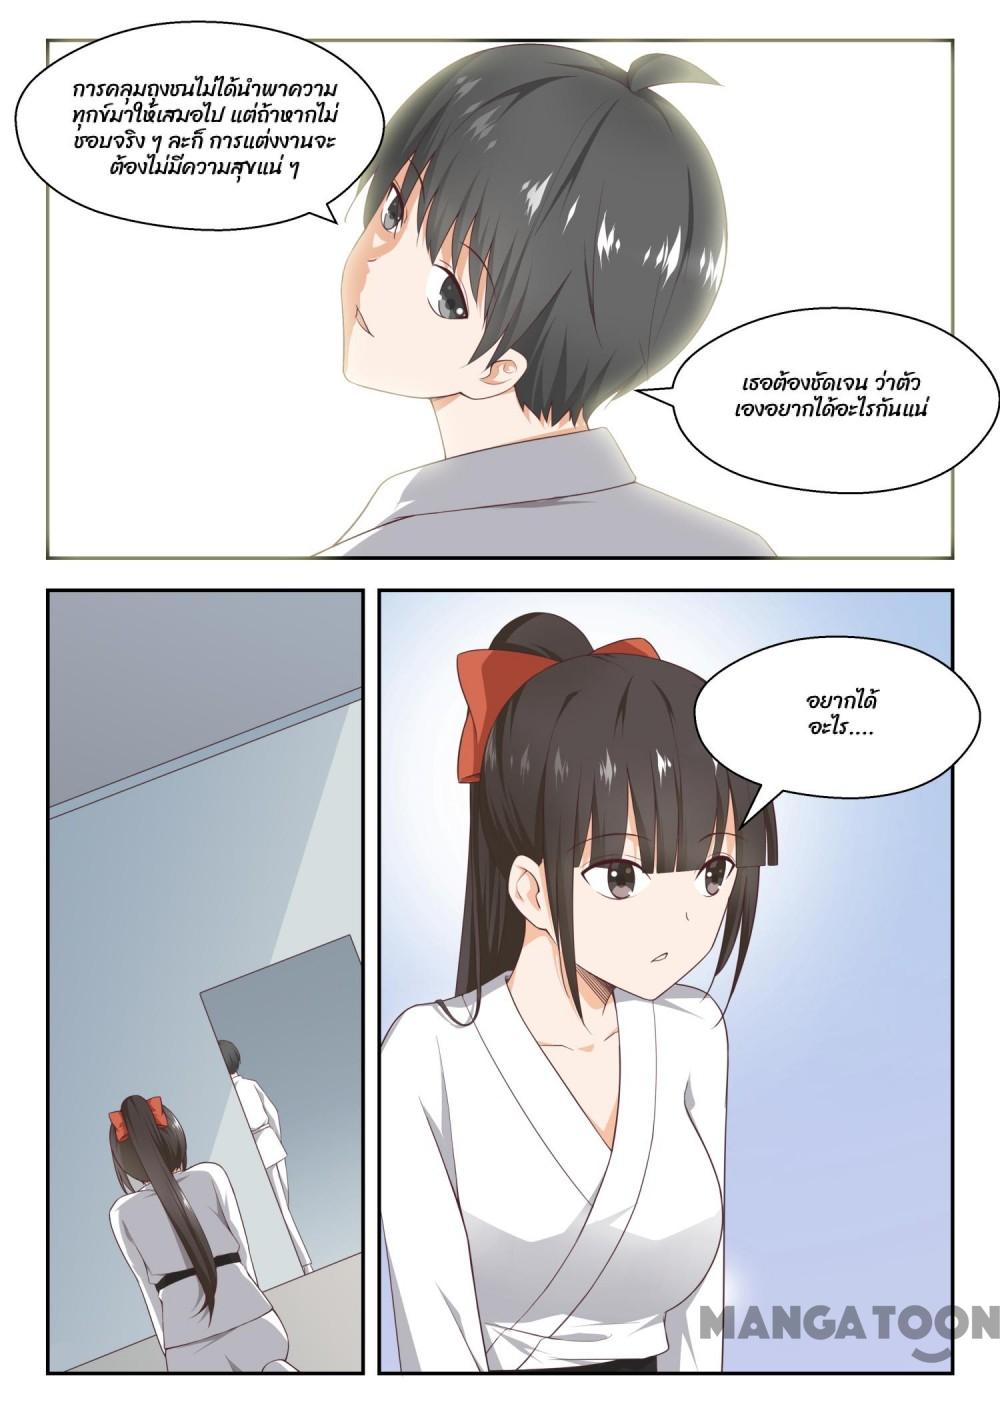 การคลุมถุงชนไม่ได้นำพาความ
ทุกข์มาให้เสมอไป แต่ถ้าหากไม่
ชอบจริง ๆ ละก็ การแต่งงานจะ
ต้องไม่มีความสุขแน่ ๆ
เธอต้องชัดเจน ว่าตัว
เองอยากได้อะไรกันแน่
อยากได้
อะไร....
MANGATOON